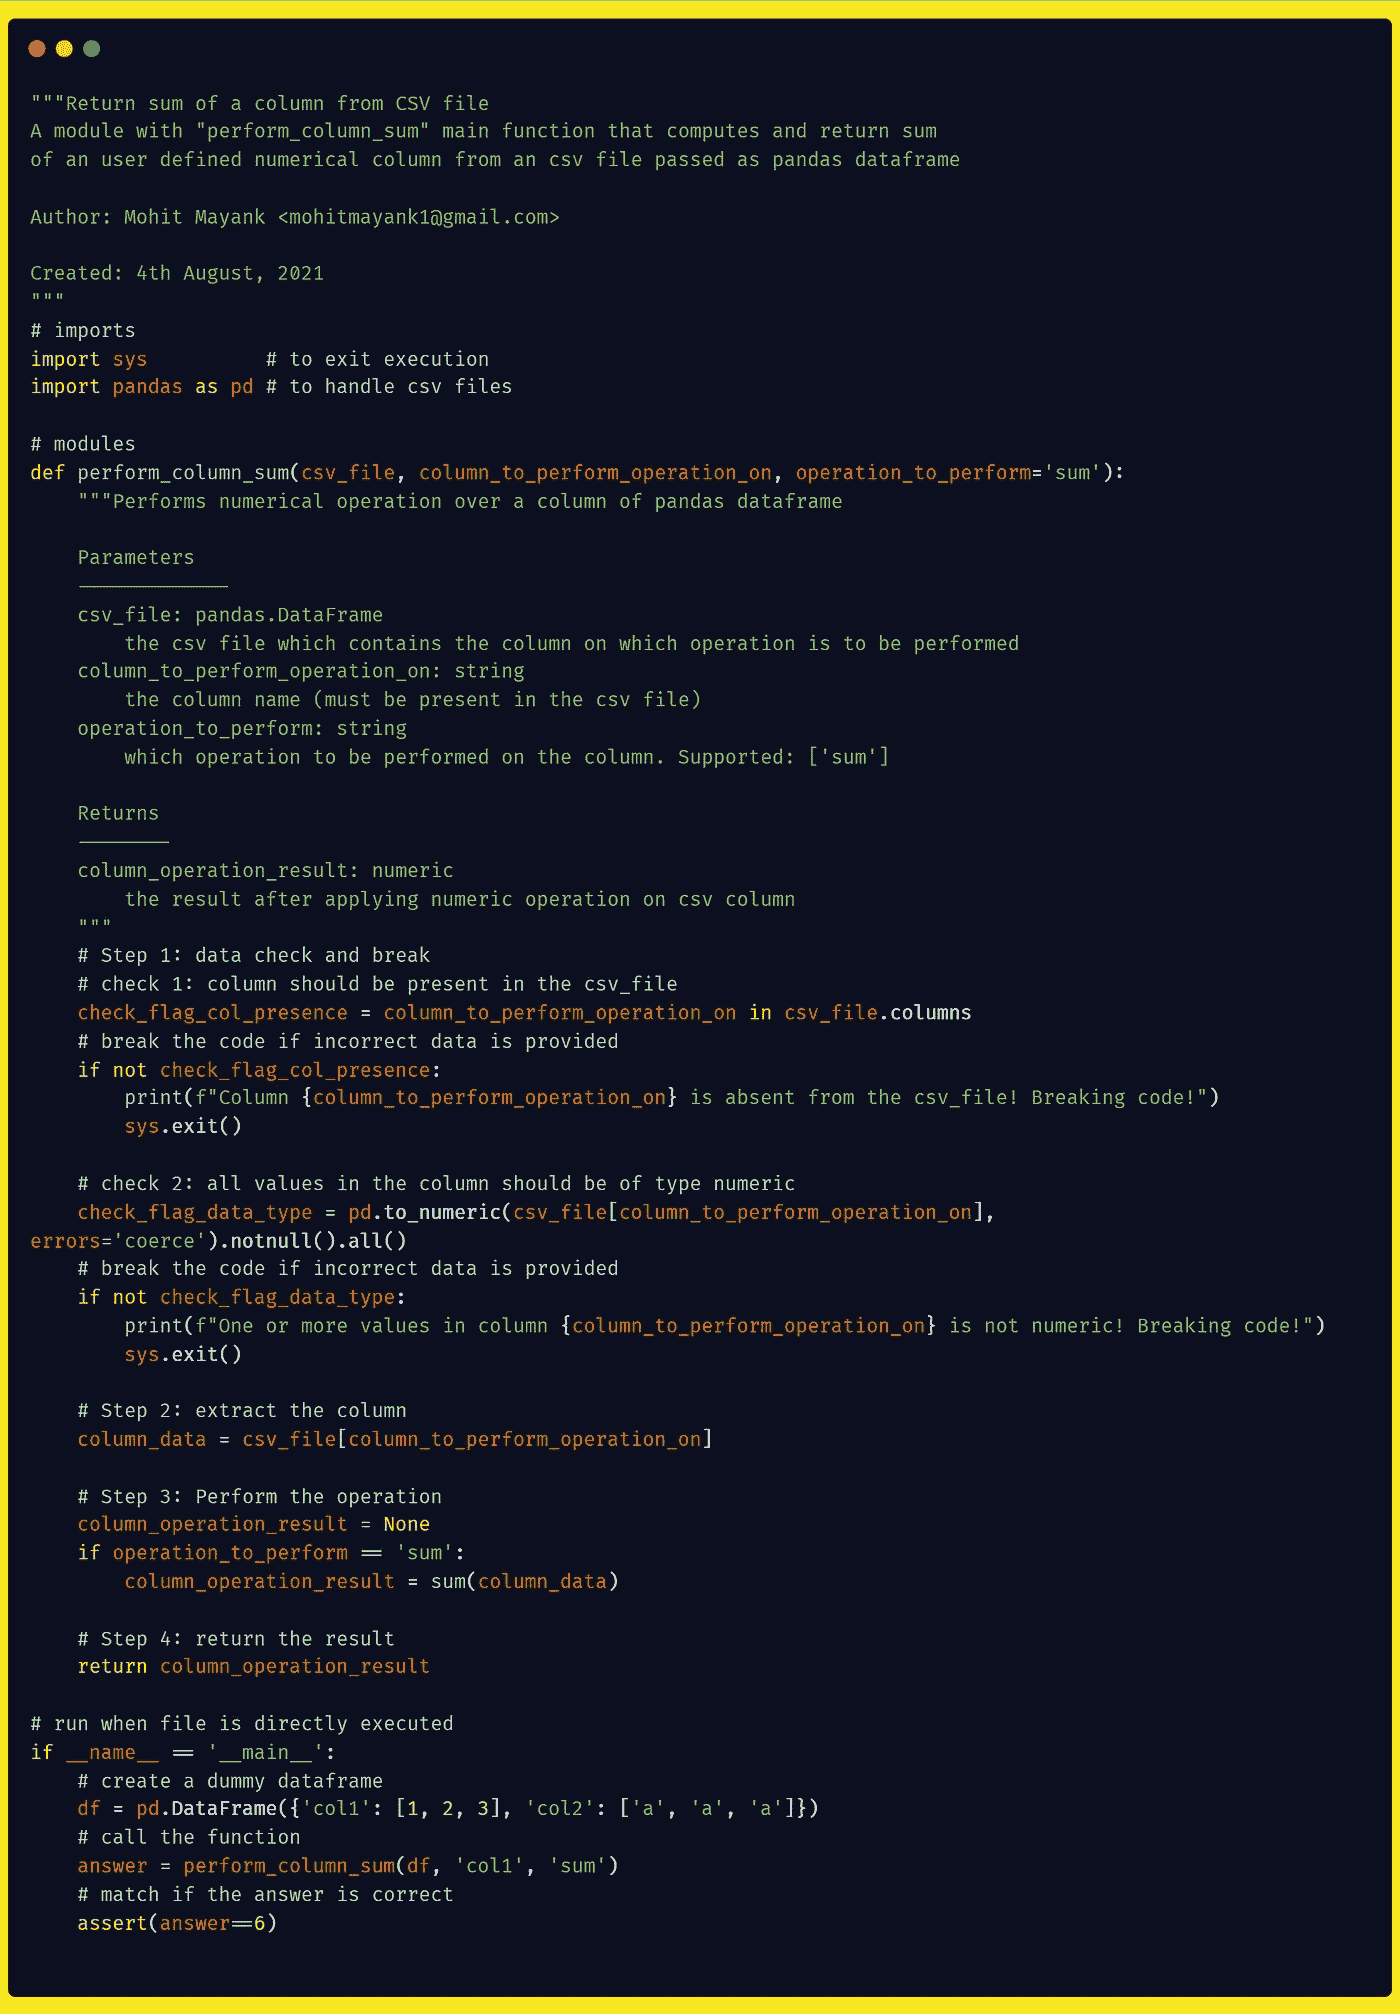 """Return sum of a column from CSV file
A module with "perform_column_sum" main function that computes and return sum
of an user defined numerical column from an csv file passed as pandas dataframe
Author: Mohit Mayank <mohitmayank1@gmail.com>
Created: 4th August, 2021
"""
# imports
import sys          # to exit execution
import pandas as pd # to handle csv files
# modules
def perform_column_sum(csv_file, column_to_perform_operation_on, operation_to_perform='sum'):
    """Performs numerical operation over a column of pandas dataframe
    Parameters
    -------------
    csv_file: pandas.DataFrame
        the csv file which contains the column on which operation is to be performed
    column_to_perform_operation_on: string
        the column name (must be present in the csv file)
    operation_to_perform: string
        which operation to be performed on the column. Supported: ['sum']
    Returns
    --------
    column_operation_result: numeric
        the result after applying numeric operation on csv column
    """
    # Step 1: data check and break
    # check 1: column should be present in the csv_file
    check_flag_col_presence = column_to_perform_operation_on in csv_file.columns
    # break the code if incorrect data is provided
    if not check_flag_col_presence:
        print(f"Column {column_to_perform_operation_on} is absent from the csv_file! Breaking code!")
        sys.exit()
    # check 2: all values in the column should be of type numeric
    check_flag_data_type = pd.to_numeric(csv_file[column_to_perform_operation_on],
errors='coerce').notnull().all()
    # break the code if incorrect data is provided
    if not check_flag_data_type:
        print(f"One or more values in column {column_to_perform_operation_on} is not numeric! Breaking code!")
        sys.exit()
    # Step 2: extract the column
    column_data = csv_file[column_to_perform_operation_on]
    # Step 3: Perform the operation
    column_operation_result = None
    if operation_to_perform == 'sum':
        column_operation_result = sum(column_data)
    # Step 4: return the result
    return column_operation_result
# run when file is directly executed
if __name__ == '__main__':
    # create a dummy dataframe
    df = pd.DataFrame({'col1': [1, 2, 3], 'col2': ['a', 'a', 'a']})
    # call the function
    answer = perform_column_sum(df, 'col1', 'sum')
    # match if the answer is correct
    assert(answer==6)